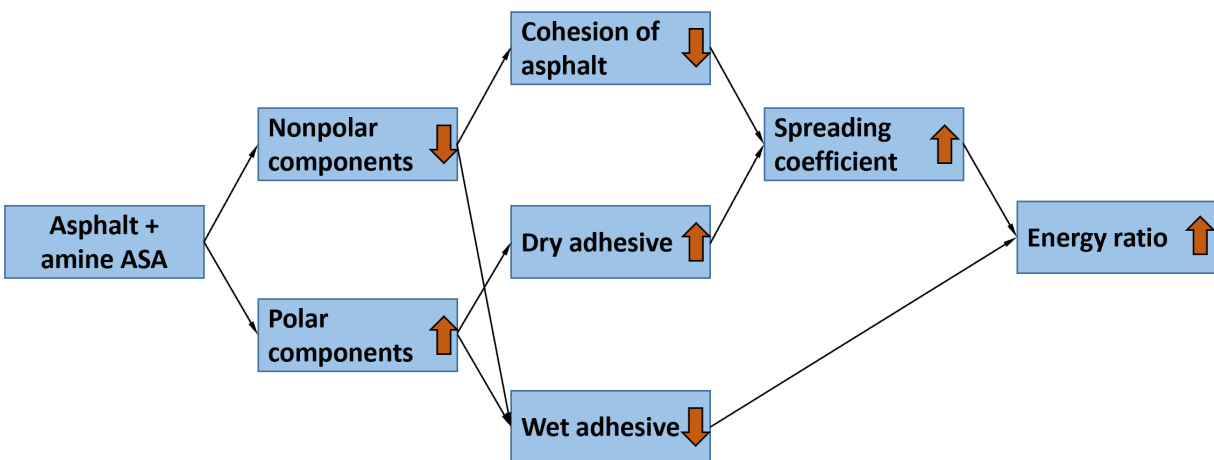 Asphalt +
amine ASA
Nonpolar
components
Polar
components
Cohesion of
asphalt
Dry adhesive
Wet adhesive
Spreading
coefficient
Energy ratio